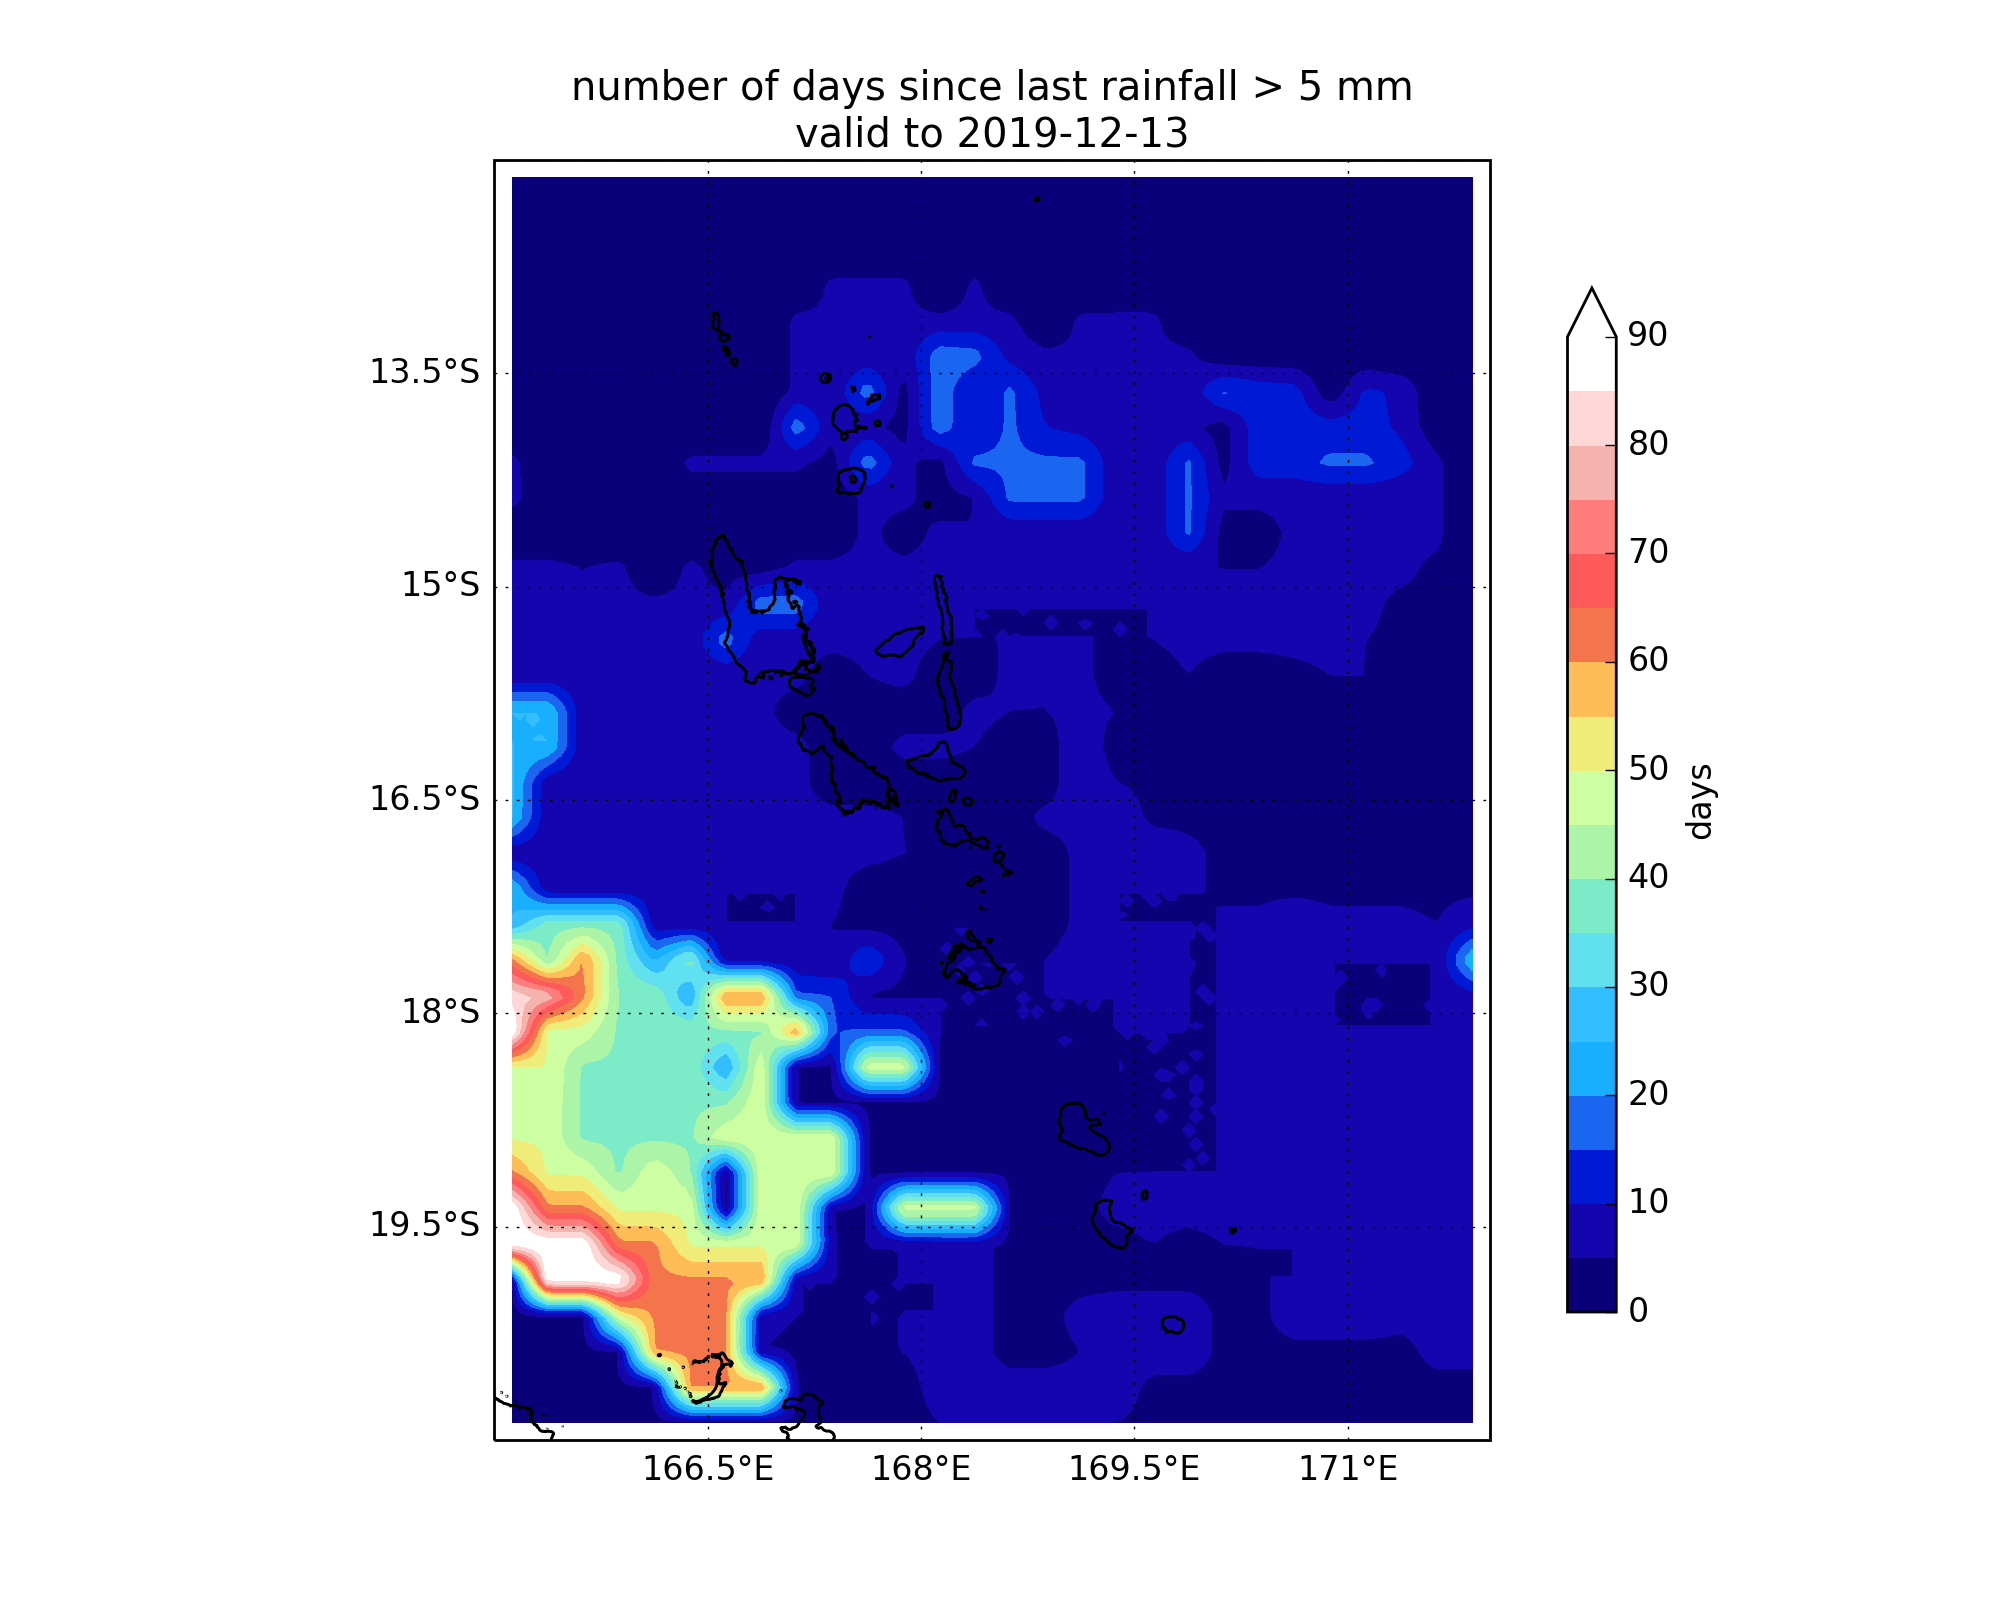 number of days since last rainfall > 5 mm
valid to 2019-12-13
13.5°S
15°S
16.5°S
18°S
19.5°S
166.5°E
168°E
169.5°E
171°E
90
80
70
60
50
40
30
20
10
0
days